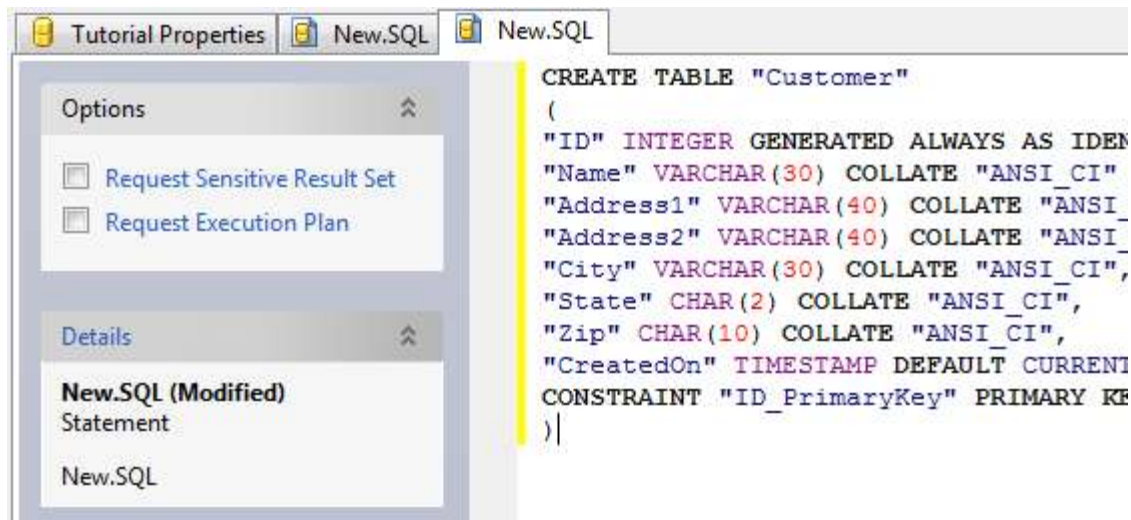 Tutorial Properties
New.SQL
New.SQL
Options
Request Sensitive Result Set
Request Execution Plan
Details
New.SQL (Modified)
Statement
New.SQL
CREATE TABLE "Customer"
(
"ID" INTEGER GENERATED ALWAYS AS
"Name" VARCHAR(30) COLLATE "ANSI_CI"
"Address1" VARCHAR(40) COLLATE "ANSI_
"Address2" VARCHAR(40) COLLATE "ANSI_
"City" VARCHAR(30) COLLATE "ANSI_CI",
"State" CHAR(2) COLLATE "ANSI_CI",
"Zip" CHAR(10) COLLATE "ANSI_CI",
"CreatedOn" TIMESTAMP DEFAULT CURRENT
CONSTRAINT "ID_PrimaryKey" PRIMARY KE
)